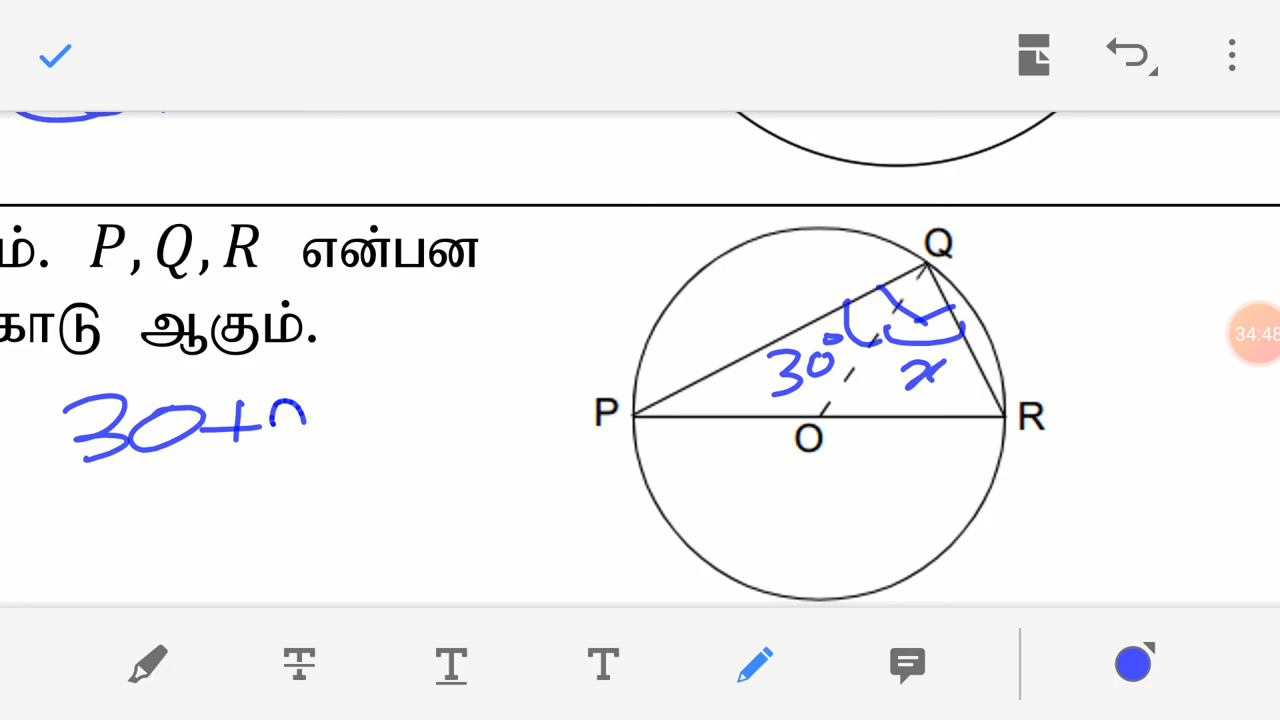 ம். P, Q, R என்பன
Q
கோடு ஆகும்.
34:48
30°
x
30+
P
R
O
T
T
T